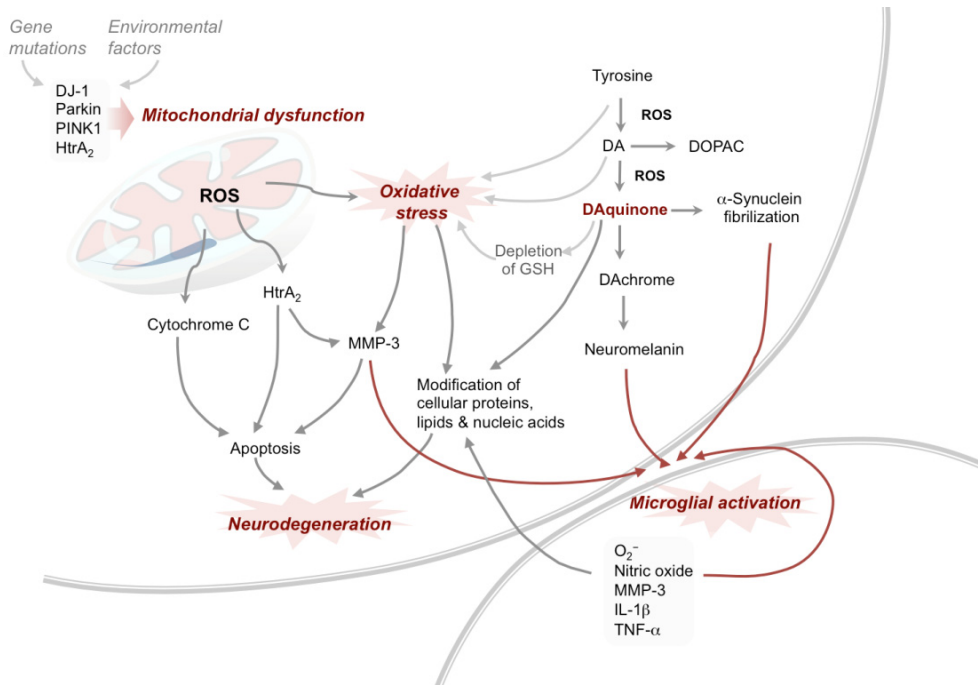 Gene
mutations
Environmental
factors
DJ-1
Parkin
PINK1
HtrA₂
Mitochondrial dysfunction
ROS
Oxidative
stress
Tyrosine
ROS
DA
DOPAC
ROS
DAquinone
α-Synuclein
fibrilization
Depletion
of GSH
DAchrome
HtrA₂
Cytochrome C
MMP-3
Neuromelanin
Modification of
cellular proteins,
lipids & nucleic acids
Apoptosis
Neurodegeneration
Microglial activation
O₂⁻
Nitric oxide
MMP-3
IL-1β
TNF-α